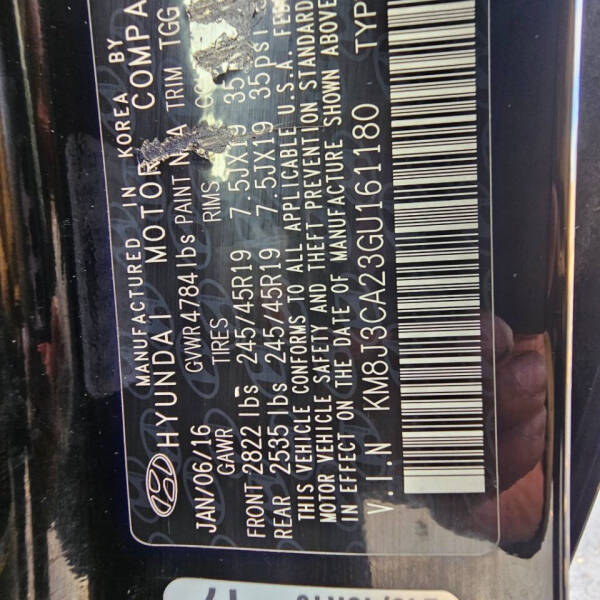 MANUFACTURED IN KOREA BY
HYUNDAI MOTOR COMPA
JAN/06/16 GVWR 4784 lbs PAINT N A TRIM TGG
GAWR TIRES RIMS
FRONT 2822 lbs 245/45R19 7.5JX19 35
REAR 2535 lbs 245/45R19 7.5JX19 35psi
THIS VEHICLE CONFORMS TO ALL APPLICABLE U.S.A. FED
MOTOR VEHICLE SAFETY AND THEFT PREVENTION STANDARD
IN EFFECT ON THE DATE OF MANUFACTURE SHOWN ABOVE
V.I.N KM8J3CA23GU161180 TYP